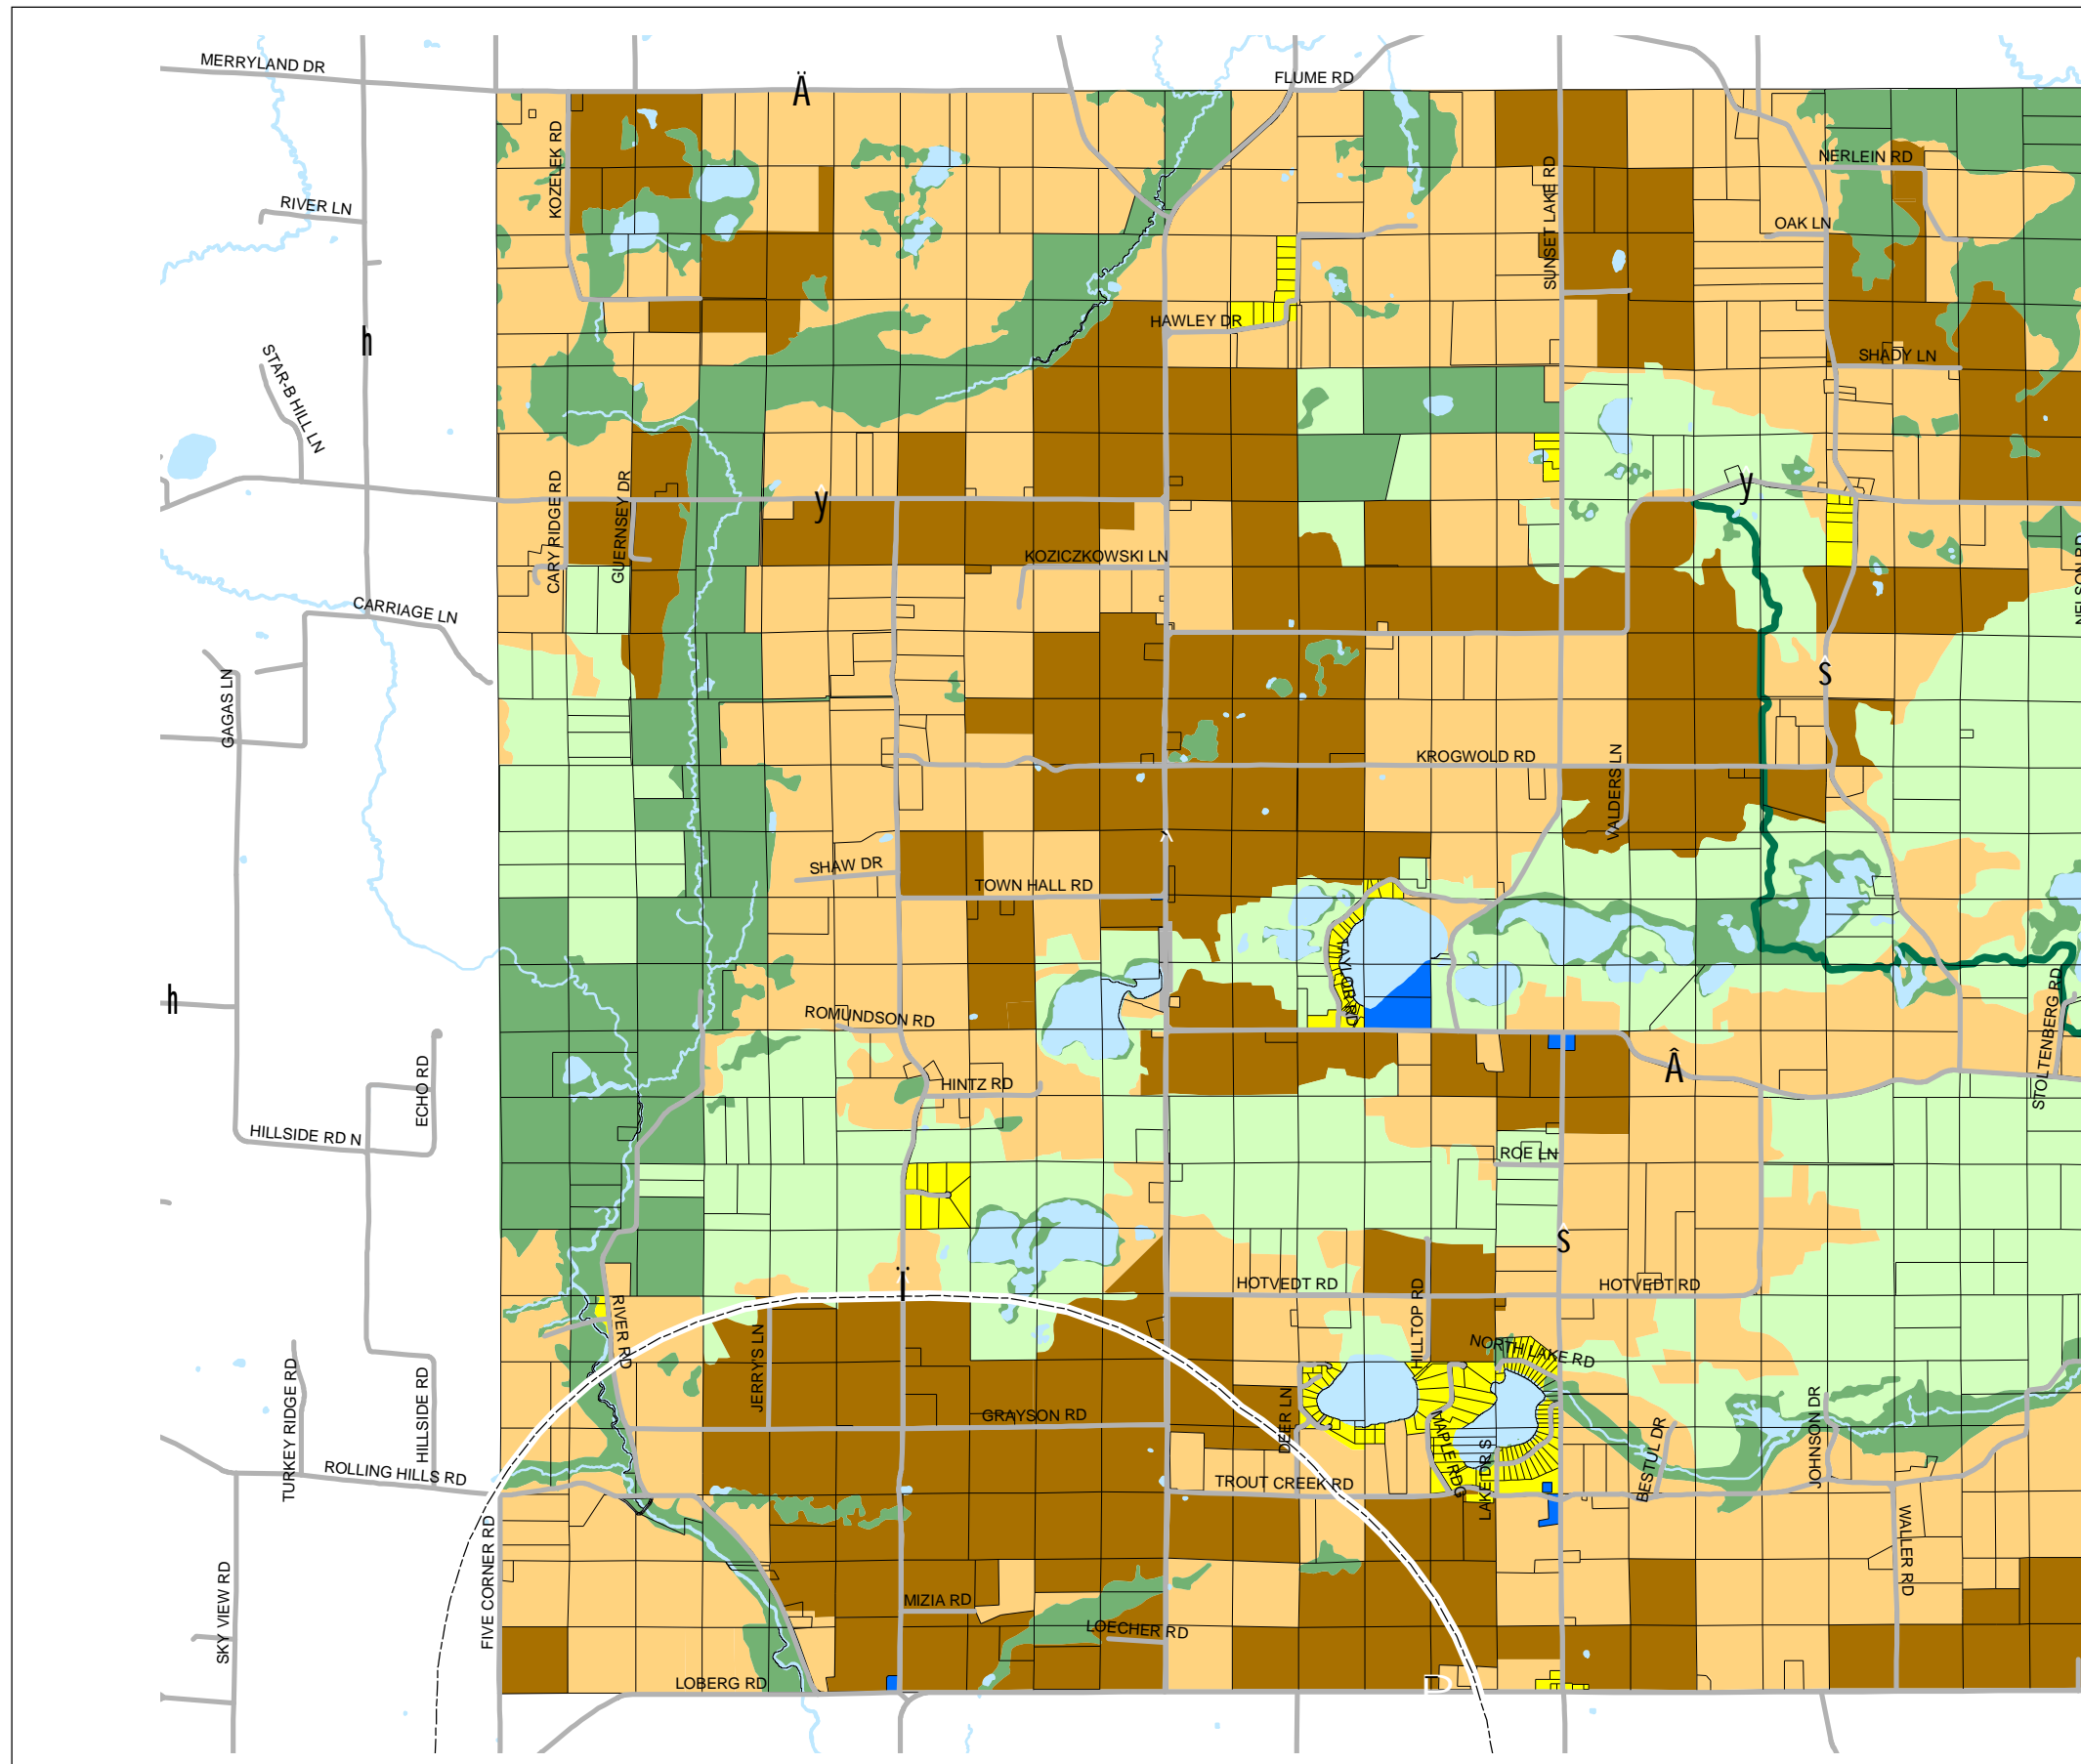 MERRYLAND DR
Ä
FLUME RD
KOZELEK RD
NERLEIN RD
RIVER LN
SUNSET LAKE RD
OAK LN
h
HAWLEY DR
SHADY LN
STAR-B HILL LN
CARY RIDGE RD
GUERNSEY DR
ŷ
ŷ
KOZICZKOWSKI LN
NELSON RD
CARRIAGE LN
GAGAS LN
Ŝ
KROGWOLD RD
VALDERS LN
^
SHAW DR
TOWN HALL RD
TAYLOR RD
h
ROMUNDSON RD
STOLTENBERG RD
ECHO RD
HINTZ RD
Â
HILLSIDE RD N
ROE LN
Ŝ
Ï
HOTVEDT RD
HILLTOP RD
HOTVEDT RD
RIVER RD
JERRY'S LN
NORTH LAKE RD
TURKEY RIDGE RD
HILLSIDE RD
GRAYSON RD
DEER LN
MAPLE RD
LAKE DR S
BESTUL DR
JOHNSON DR
ROLLING HILLS RD
TROUT CREEK RD
FIVE CORNER RD
WALLER RD
SKY VIEW RD
MIZIA RD
LOECHER RD
LOBERG RD